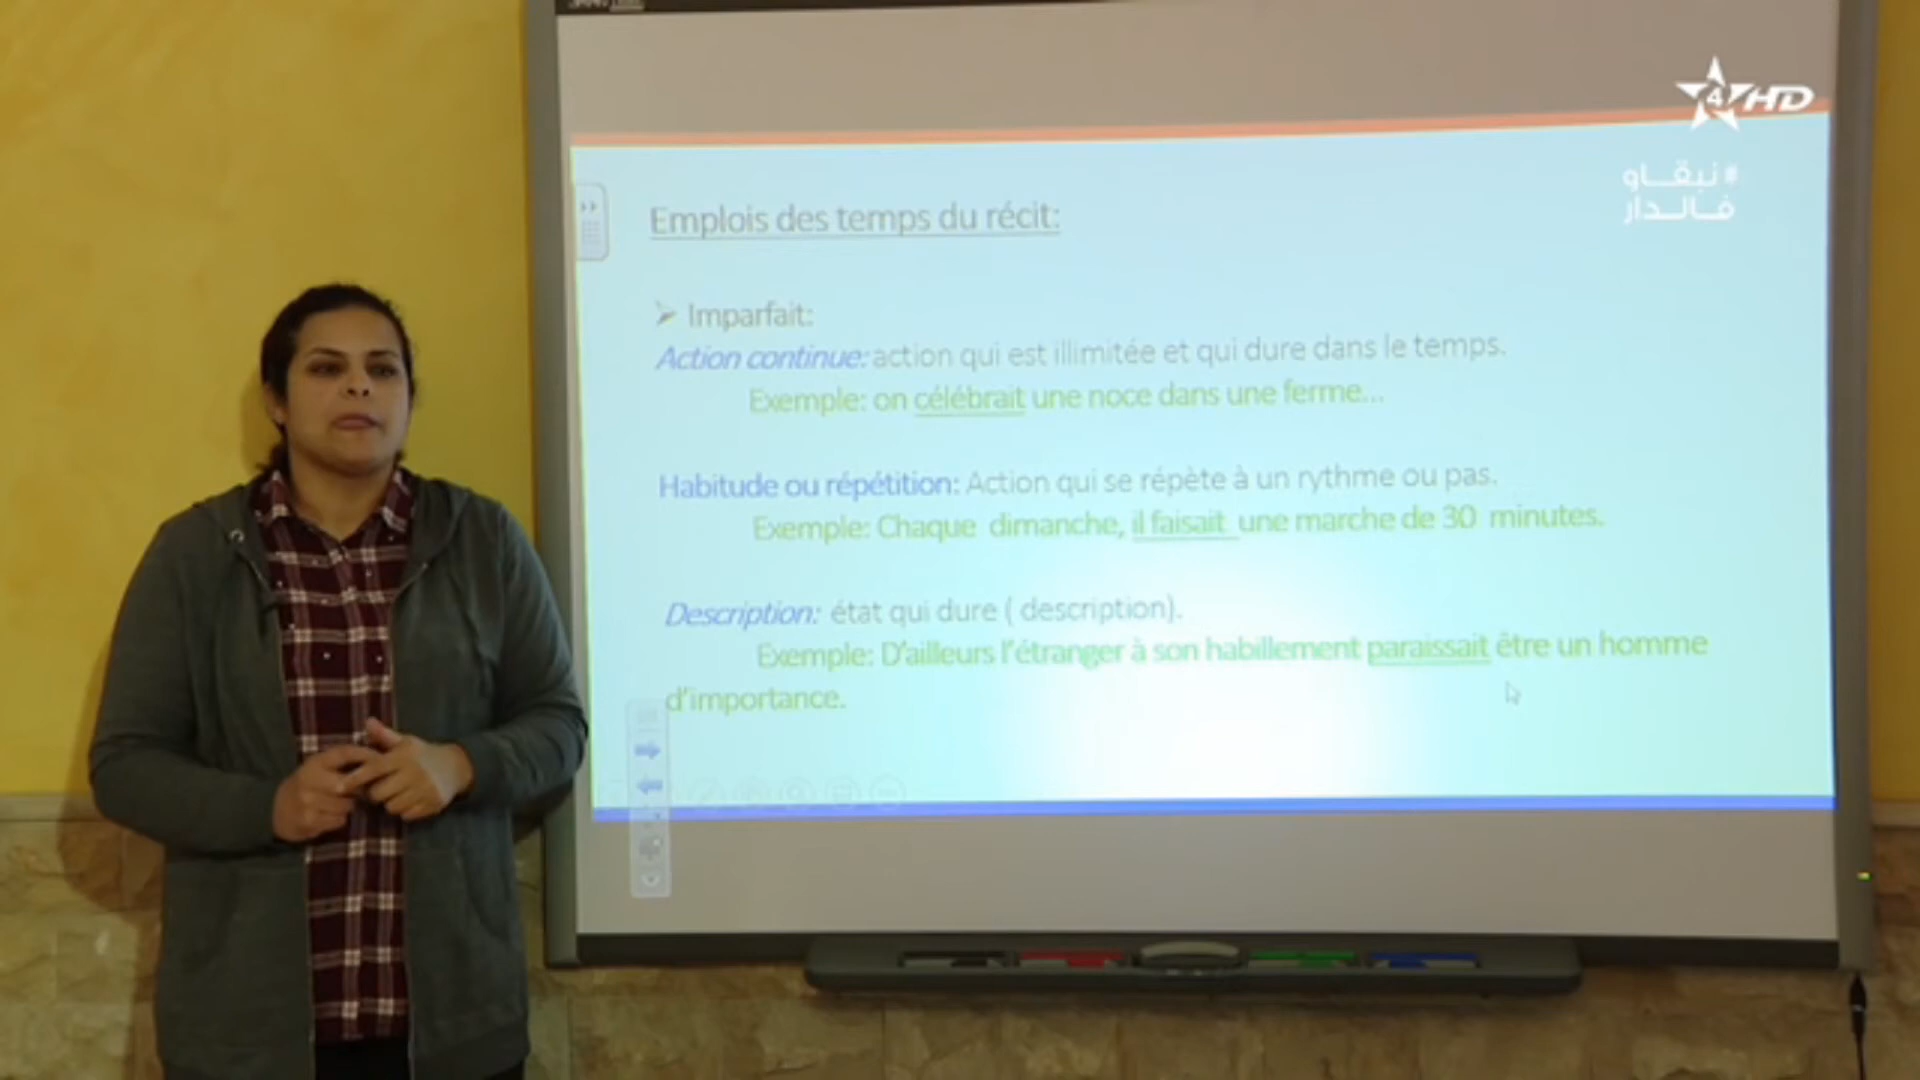 4 HD
#نبقاو
فالدار
Emplois des temps du récit:
➢ Imparfait:
Action continue: action qui est illimitée et qui dure dans le temps.
Exemple: on célébrait une noce dans une ferme...
Habitude ou répétition: Action qui se répète à un rythme ou pas.
Exemple: Chaque dimanche, il faisait une marche de 30 minutes.
Description: état qui dure ( description).
Exemple: D'ailleurs l'étranger à son habillement paraissait être un homme
d'importance.